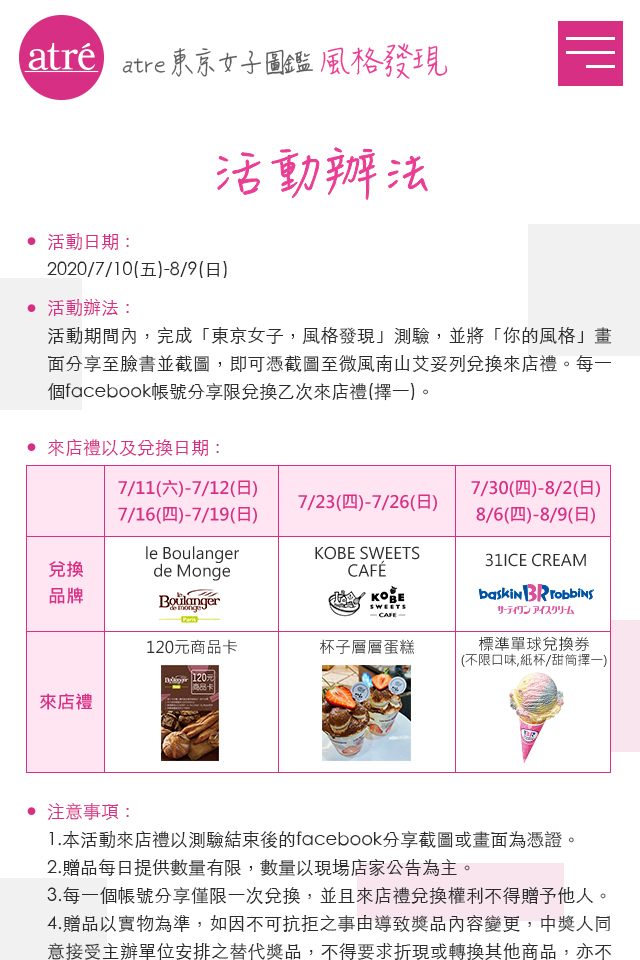 atré
atre東京女子圖鑑 風格發現
活動辦法
活動日期：
2020/7/10(五)-8/9(日)
活動辦法：
活動期間內，完成「東京女子，風格發現」測驗，並將「你的風格」畫
面分享至臉書並截圖，即可憑截圖至微風南山艾妥列兌換來店禮。每一
個facebook帳號分享限兌換乙次來店禮(擇一)。
來店禮以及兌換日期：
7/11(六)-7/12(日)
7/16(四)-7/19(日)
7/23(四)-7/26(日)
7/30(四)-8/2(日)
8/6(四)-8/9(日)
兌換
品牌
le Boulanger
de Monge
le Boulanger
de monge
Paris
KOBE SWEETS
CAFÉ
KOBE
SWEETS
CAFE
31ICE CREAM
baskin BR robbins
サーティワン アイスクリーム
來店禮
120元商品卡
Boulanger
120元
商品卡
杯子層層蛋糕
標準單球兌換券
(不限口味,紙杯/甜筒擇一)
注意事項：
1.本活動來店禮以測驗結束後的facebook分享截圖或畫面為憑證。
2.贈品每日提供數量有限，數量以現場店家公告為主。
3.每一個帳號分享僅限一次兌換，並且來店禮兌換權利不得贈予他人。
4.贈品以實物為準，如因不可抗拒之事由導致獎品內容變更，中獎人同
意接受主辦單位安排之替代獎品，不得要求折現或轉換其他商品，亦不